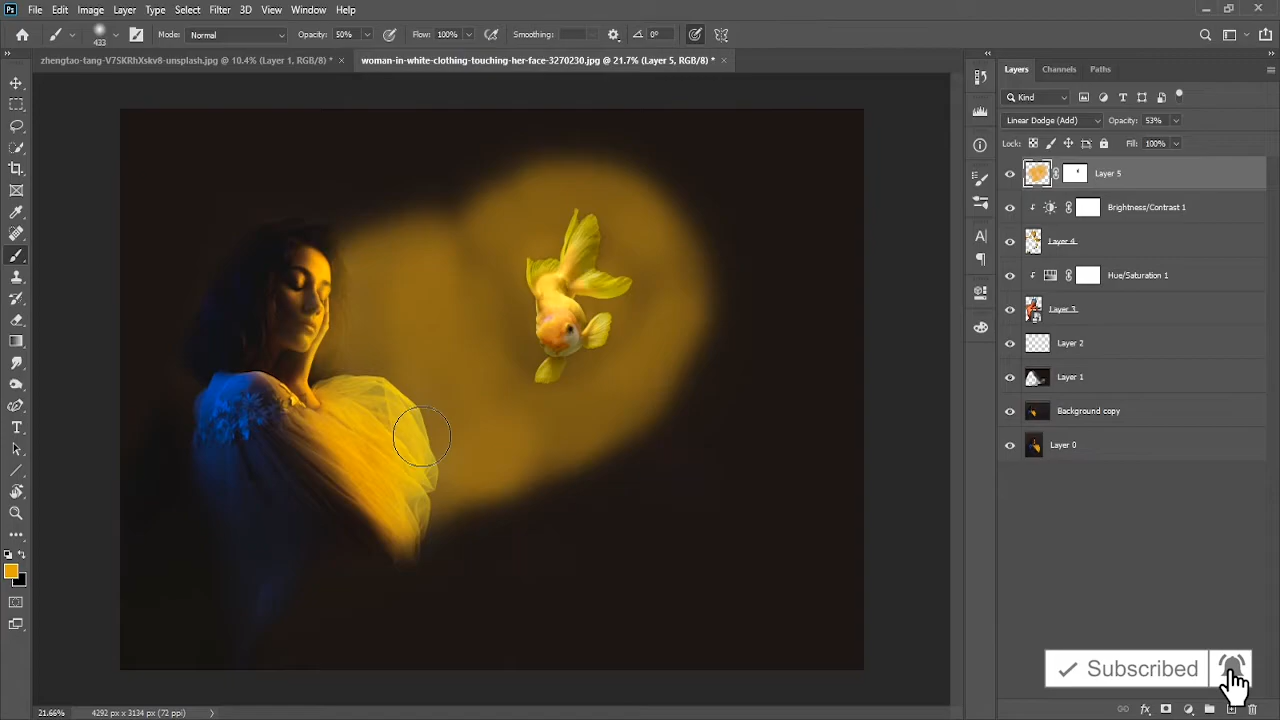 Ps File Edit Image Layer Type Select Filter 3D View Window Help
433 Mode: Normal Opacity: 50% Flow: 100% Smoothing: 0°
zhengtao-tang-V7SKRhXskv8-unsplash.jpg @ 10.4% (Layer 1, RGB/8) * × woman-in-white-clothing-touching-her-face-3270230.jpg @ 21.7% (Layer 5, RGB/8) * ×
Layers Channels Paths
Kind
Linear Dodge (Add) Opacity: 53%
Lock: Fill: 100%
Layer 5
Brightness/Contrast 1
Layer 4
Hue/Saturation 1
Layer 3
Layer 2
Layer 1
Background copy
Layer 0
Subscribed
21.66% 4292 px x 3134 px (72 ppi)